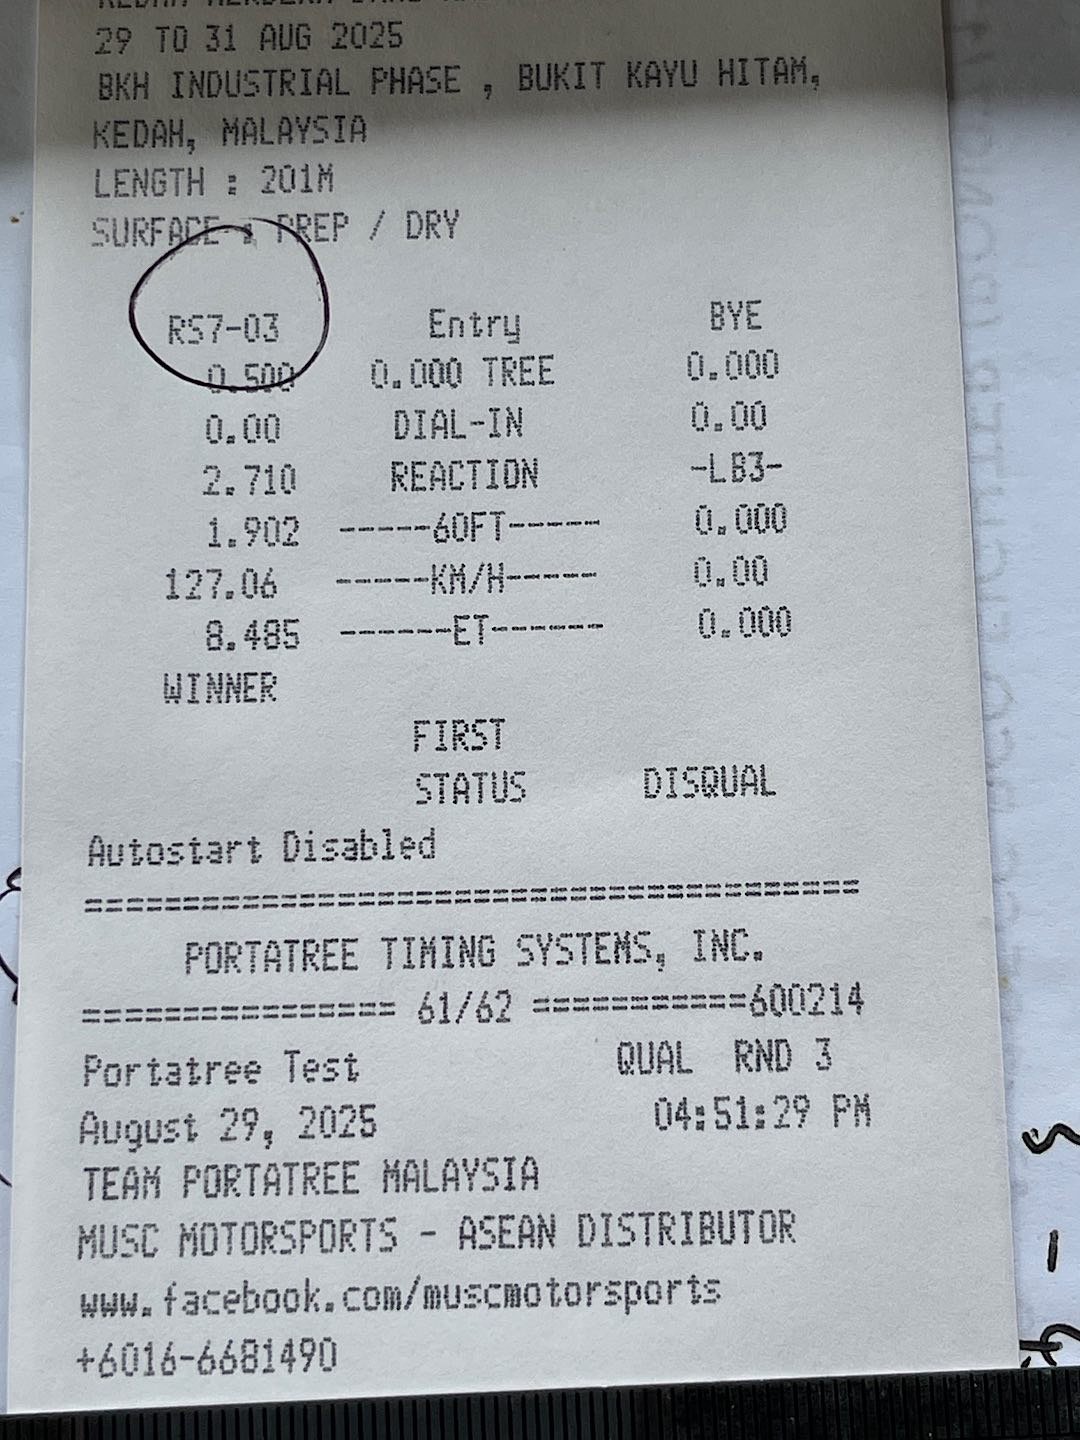 29 TO 31 AUG 2025
BKH INDUSTRIAL PHASE , BUKIT KAYU HITAM,
KEDAH, MALAYSIA
LENGTH : 201M
SURFACE : PREP / DRY
RS7-03 Entry BYE
0.500 0.000 TREE 0.000
0.00 DIAL-IN 0.00
2.710 REACTION -LB3-
1.902 -----60FT----- 0.000
127.06 -----KM/H----- 0.00
8.485 ------ET------ 0.000
WINNER
FIRST
STATUS DISQUAL
Autostart Disabled
=======================================
PORTATREE TIMING SYSTEMS, INC.
================ 61/62 ===========600214
Portatree Test QUAL RND 3
August 29, 2025 04:51:29 PM
TEAM PORTATREE MALAYSIA
MUSC MOTORSPORTS - ASEAN DISTRIBUTOR
www.facebook.com/muscmotorsports
+6016-6681490